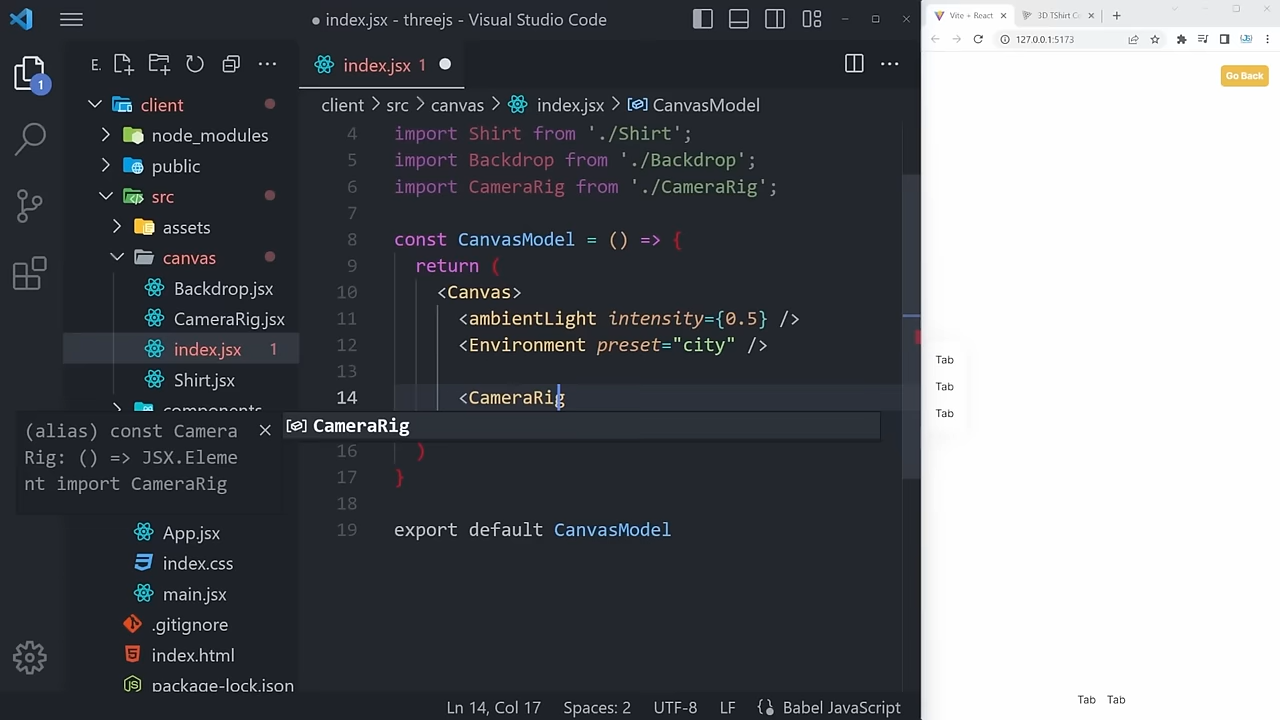 index.jsx - threejs - Visual Studio Code
E.
1
client
node_modules
public
src
assets
canvas
Backdrop.jsx
CameraRig.jsx
index.jsx 1
Shirt.jsx
components
App.jsx
index.css
main.jsx
.gitignore
index.html
package-lock.json
index.jsx 1
client > src > canvas > index.jsx > CanvasModel
4 import Shirt from './Shirt';
5 import Backdrop from './Backdrop';
6 import CameraRig from './CameraRig';
7
8 const CanvasModel = () => {
9 return (
10 <Canvas>
11 <ambientLight intensity={0.5} />
12 <Environment preset="city" />
13
14 <CameraRig
CameraRig
(alias) const Camera
Rig: () => JSX.Eleme
nt import CameraRig
16 )
17 }
18
19 export default CanvasModel
Ln 14, Col 17 Spaces: 2 UTF-8 LF Babel JavaScript
Vite + React
3D TShirt C
127.0.0.1:5173
Go Back
Tab
Tab
Tab
Tab Tab